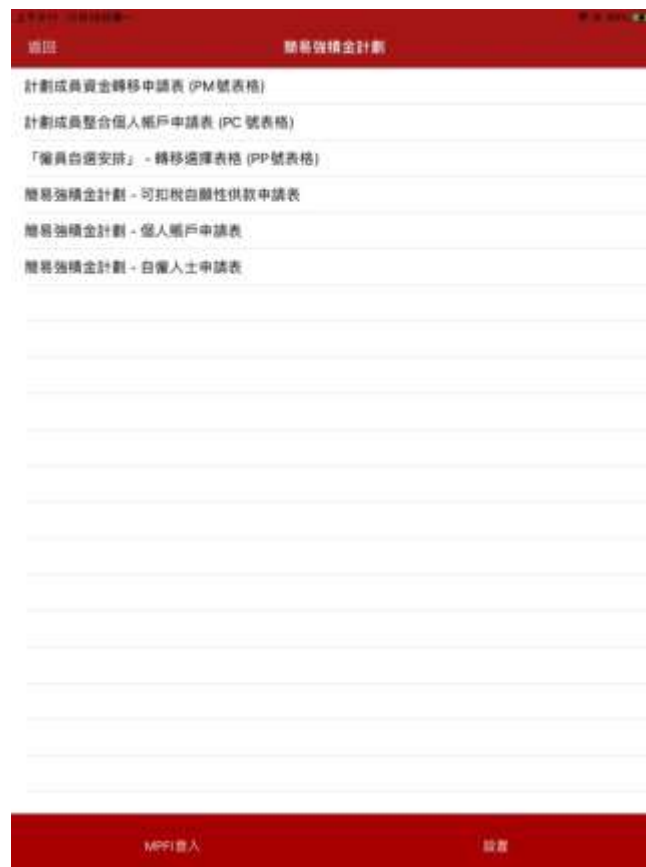 返回
簡易強積金計劃
計劃成員資金轉移申請表 (PM號表格)
計劃成員整合個人帳戶申請表 (PC 號表格)
「僱員自選安排」 - 轉移選擇表格 (PP號表格)
簡易強積金計劃 - 可扣稅自願性供款申請表
簡易強積金計劃 - 個人帳戶申請表
簡易強積金計劃 - 自僱人士申請表
MPFI登入
設置